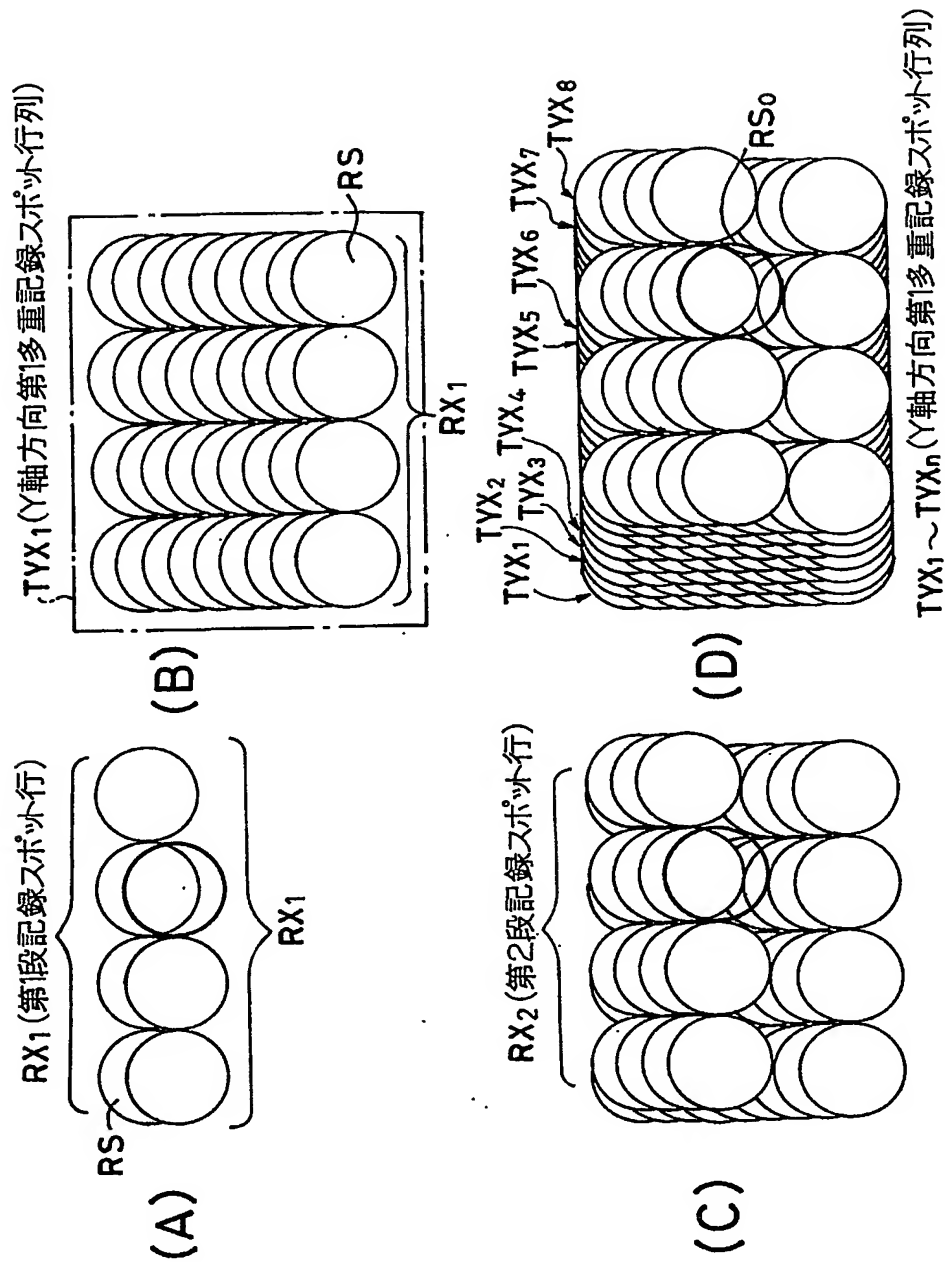 (A)
RX1(第1段記録スポット行)
RS
RX1
(B)
TYX1(Y軸方向第1多重記録スポット行列)
RS
RX1
(C)
RX2(第2段記録スポット行)
(D)
TYX1
TYX2
TYX3
TYX4
TYX5
TYX6
TYX7
TYX8
RS0
TYX1〜TYXn(Y軸方向第1多重記録スポット行列)